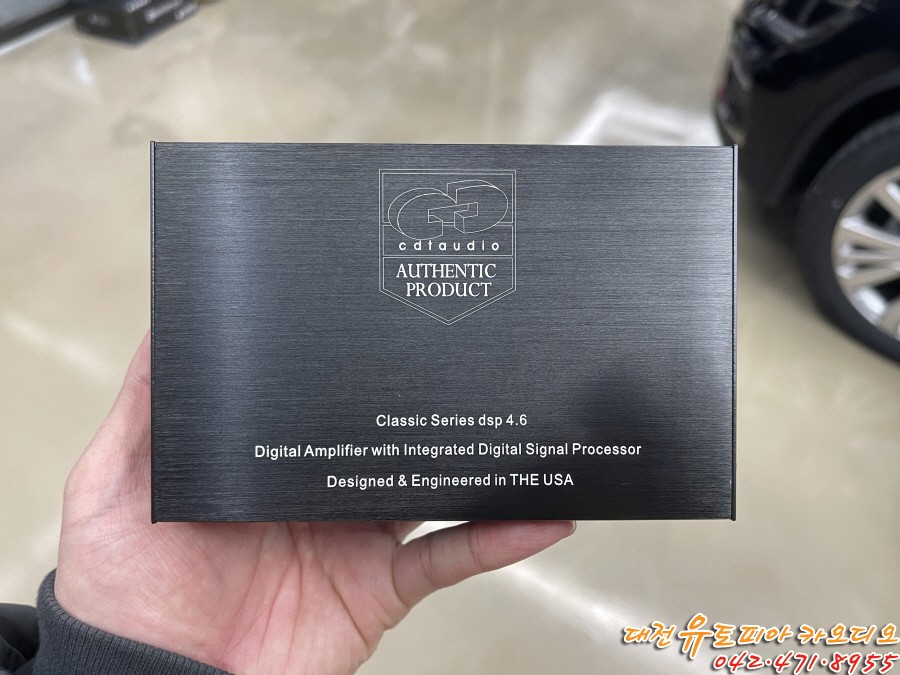 cdtaudio
AUTHENTIC
PRODUCT
Classic Series dsp 4.6
Digital Amplifier with Integrated Digital Signal Processor
Designed & Engineered in THE USA
대전 유토피아 카오디오
042·471·8955